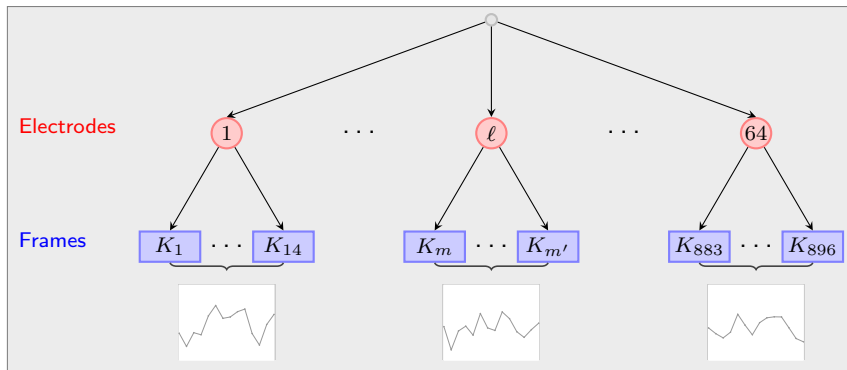 Electrodes 1 · · · ℓ · · · 64
Frames K₁ · · · K₁₄ Kₘ · · · Kₘ′ K₈₈₃ · · · K₈₉₆